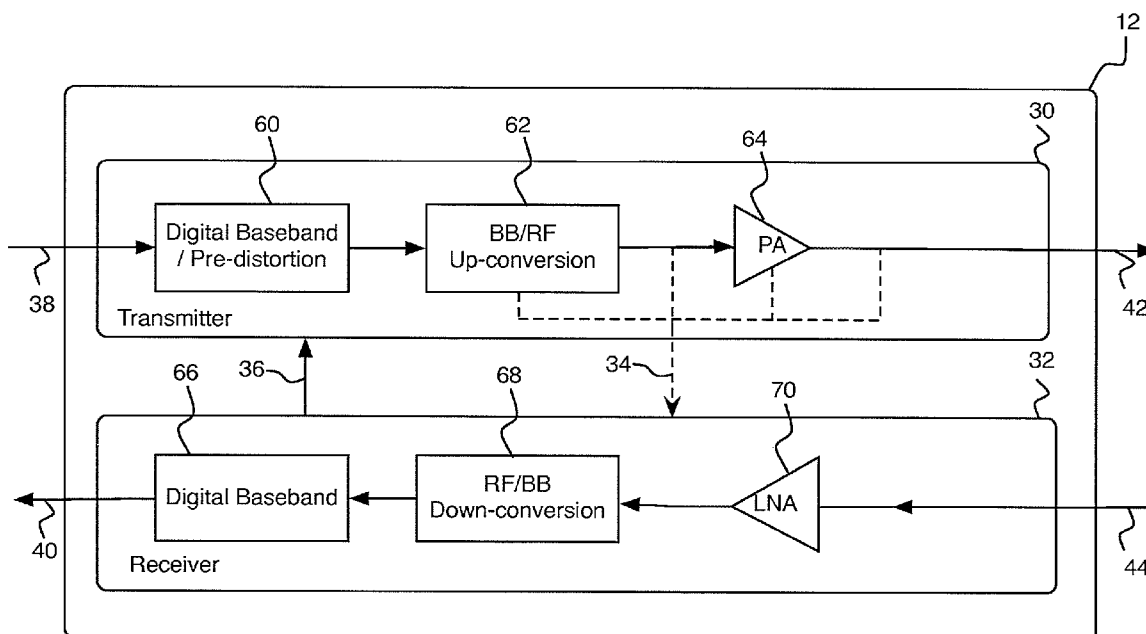 12
60
62
64
30
Digital Baseband
/ Pre-distortion
BB/RF
Up-conversion
PA
38
42
Transmitter
66
36
68
34
70
32
Digital Baseband
RF/BB
Down-conversion
LNA
40
44
Receiver